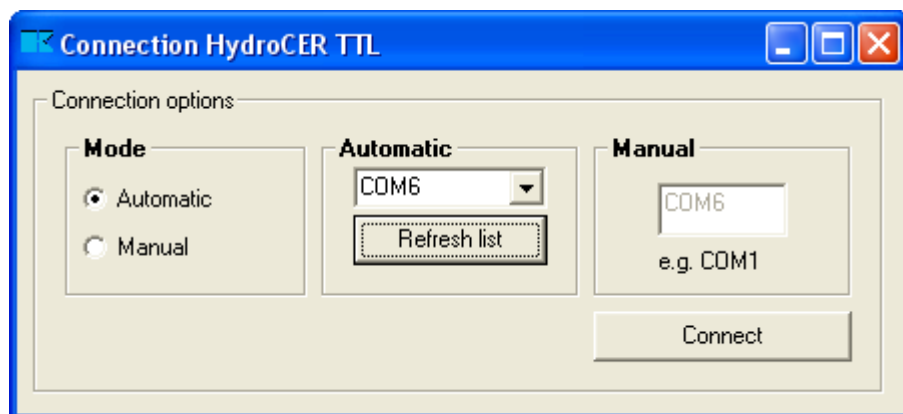 Connection HydroCER TTL
Connection options
Mode
Automatic
Manual
Automatic
COM6
Refresh list
Manual
COM6
e.g. COM1
Connect